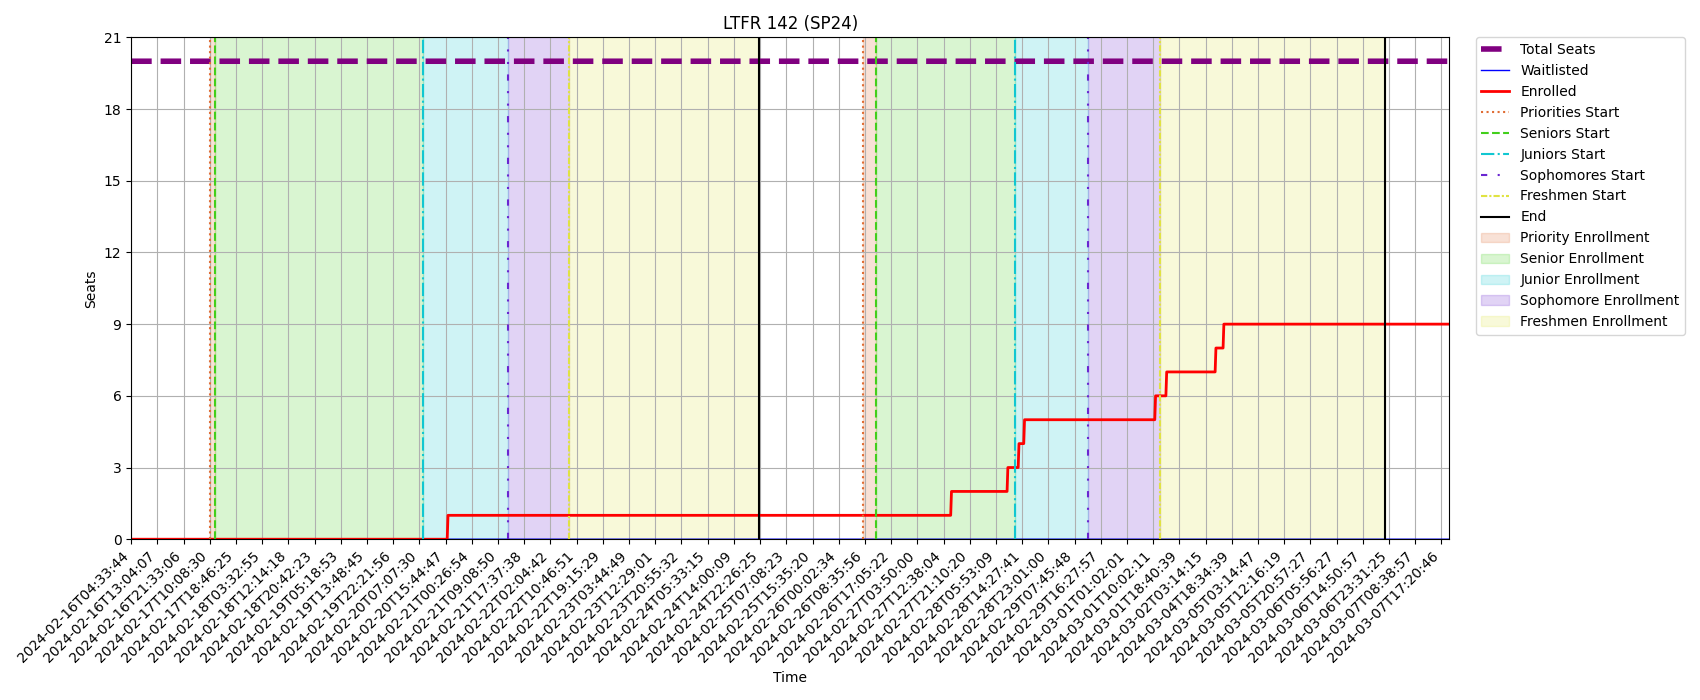 LTFR 142 (SP24)
21
18
15
12
9
6
3
0
Seats
2024-02-16T04:33:44
2024-02-16T13:04:07
2024-02-16T21:33:06
2024-02-17T10:08:30
2024-02-17T18:46:25
2024-02-18T03:32:55
2024-02-18T12:14:18
2024-02-18T20:42:23
2024-02-19T05:18:53
2024-02-19T13:48:45
2024-02-19T22:21:56
2024-02-20T07:07:30
2024-02-20T15:44:47
2024-02-21T00:26:54
2024-02-21T09:08:50
2024-02-21T17:37:38
2024-02-22T02:04:42
2024-02-22T10:46:51
2024-02-22T19:15:29
2024-02-23T03:44:49
2024-02-23T12:29:01
2024-02-23T20:55:32
2024-02-24T05:33:15
2024-02-24T14:00:09
2024-02-24T22:26:25
2024-02-25T07:08:23
2024-02-25T15:35:20
2024-02-26T00:02:34
2024-02-26T08:35:56
2024-02-26T17:05:22
2024-02-27T03:50:00
2024-02-27T12:38:04
2024-02-27T21:10:20
2024-02-28T05:53:09
2024-02-28T14:27:41
2024-02-28T23:01:00
2024-02-29T07:45:48
2024-02-29T16:27:57
2024-03-01T01:02:01
2024-03-01T10:02:11
2024-03-01T18:40:39
2024-03-02T03:14:15
2024-03-04T18:34:39
2024-03-05T03:14:47
2024-03-05T12:16:19
2024-03-05T20:57:27
2024-03-06T05:56:27
2024-03-06T14:50:57
2024-03-06T23:31:25
2024-03-07T08:38:57
2024-03-07T17:20:46
Time
Total Seats
Waitlisted
Enrolled
Priorities Start
Seniors Start
Juniors Start
Sophomores Start
Freshmen Start
End
Priority Enrollment
Senior Enrollment
Junior Enrollment
Sophomore Enrollment
Freshmen Enrollment